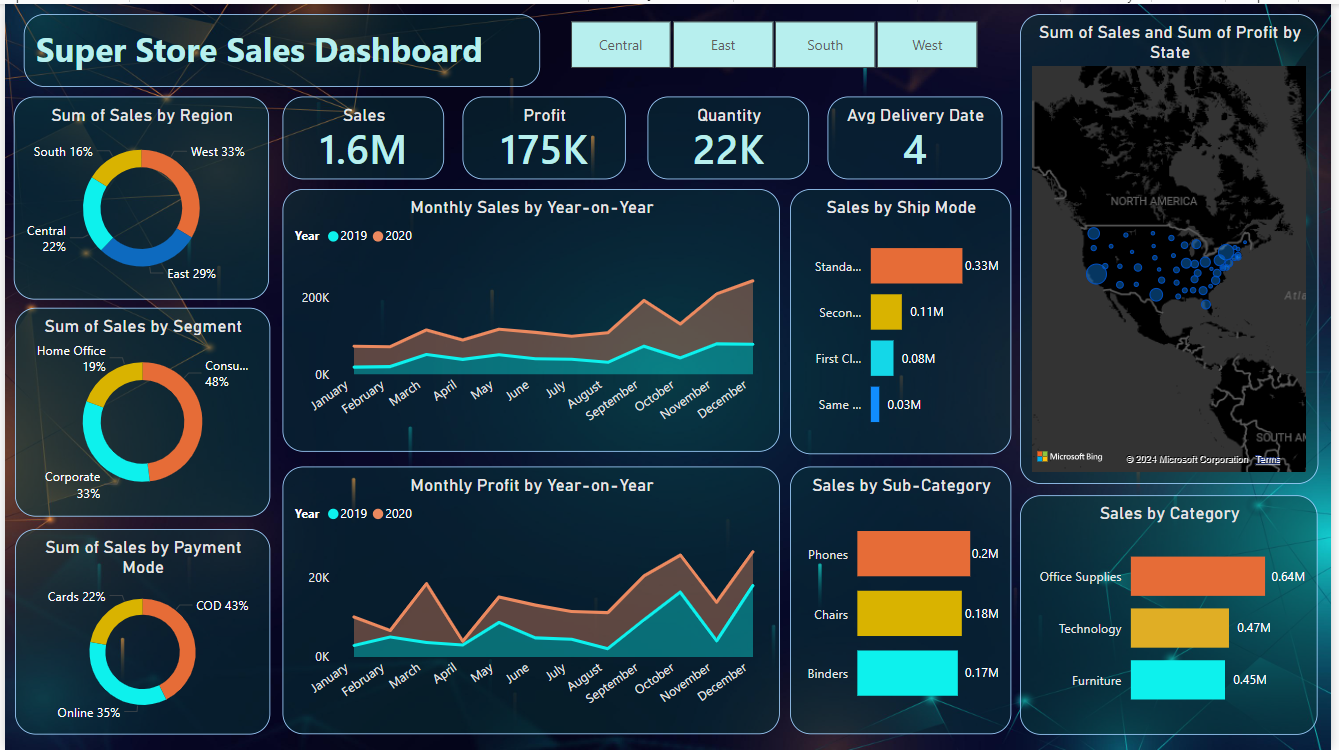 Super Store Sales Dashboard
Central
East
South
West
Sum of Sales and Sum of Profit by
State
Sum of Sales by Region
South 16%
West 33%
Central
22%
East 29%
Sales
1.6M
Profit
175K
Quantity
22K
Avg Delivery Date
4
Monthly Sales by Year-on-Year
Year 2019 2020
200K
0K
January
February
March
April
May
June
July
August
September
October
November
December
Sales by Ship Mode
Standa... 0.33M
Secon... 0.11M
First Cl... 0.08M
Same ... 0.03M
NORTH AMERICA
Atla
SOUTH AM
Microsoft Bing
© 2024 Microsoft Corporation Terms
Sum of Sales by Segment
Home Office
19%
Consu...
48%
Corporate
33%
Monthly Profit by Year-on-Year
Year 2019 2020
20K
0K
January
February
March
April
May
June
July
August
September
October
November
December
Sales by Sub-Category
Phones 0.2M
Chairs 0.18M
Binders 0.17M
Sales by Category
Office Supplies 0.64M
Technology 0.47M
Furniture 0.45M
Sum of Sales by Payment
Mode
Cards 22%
COD 43%
Online 35%